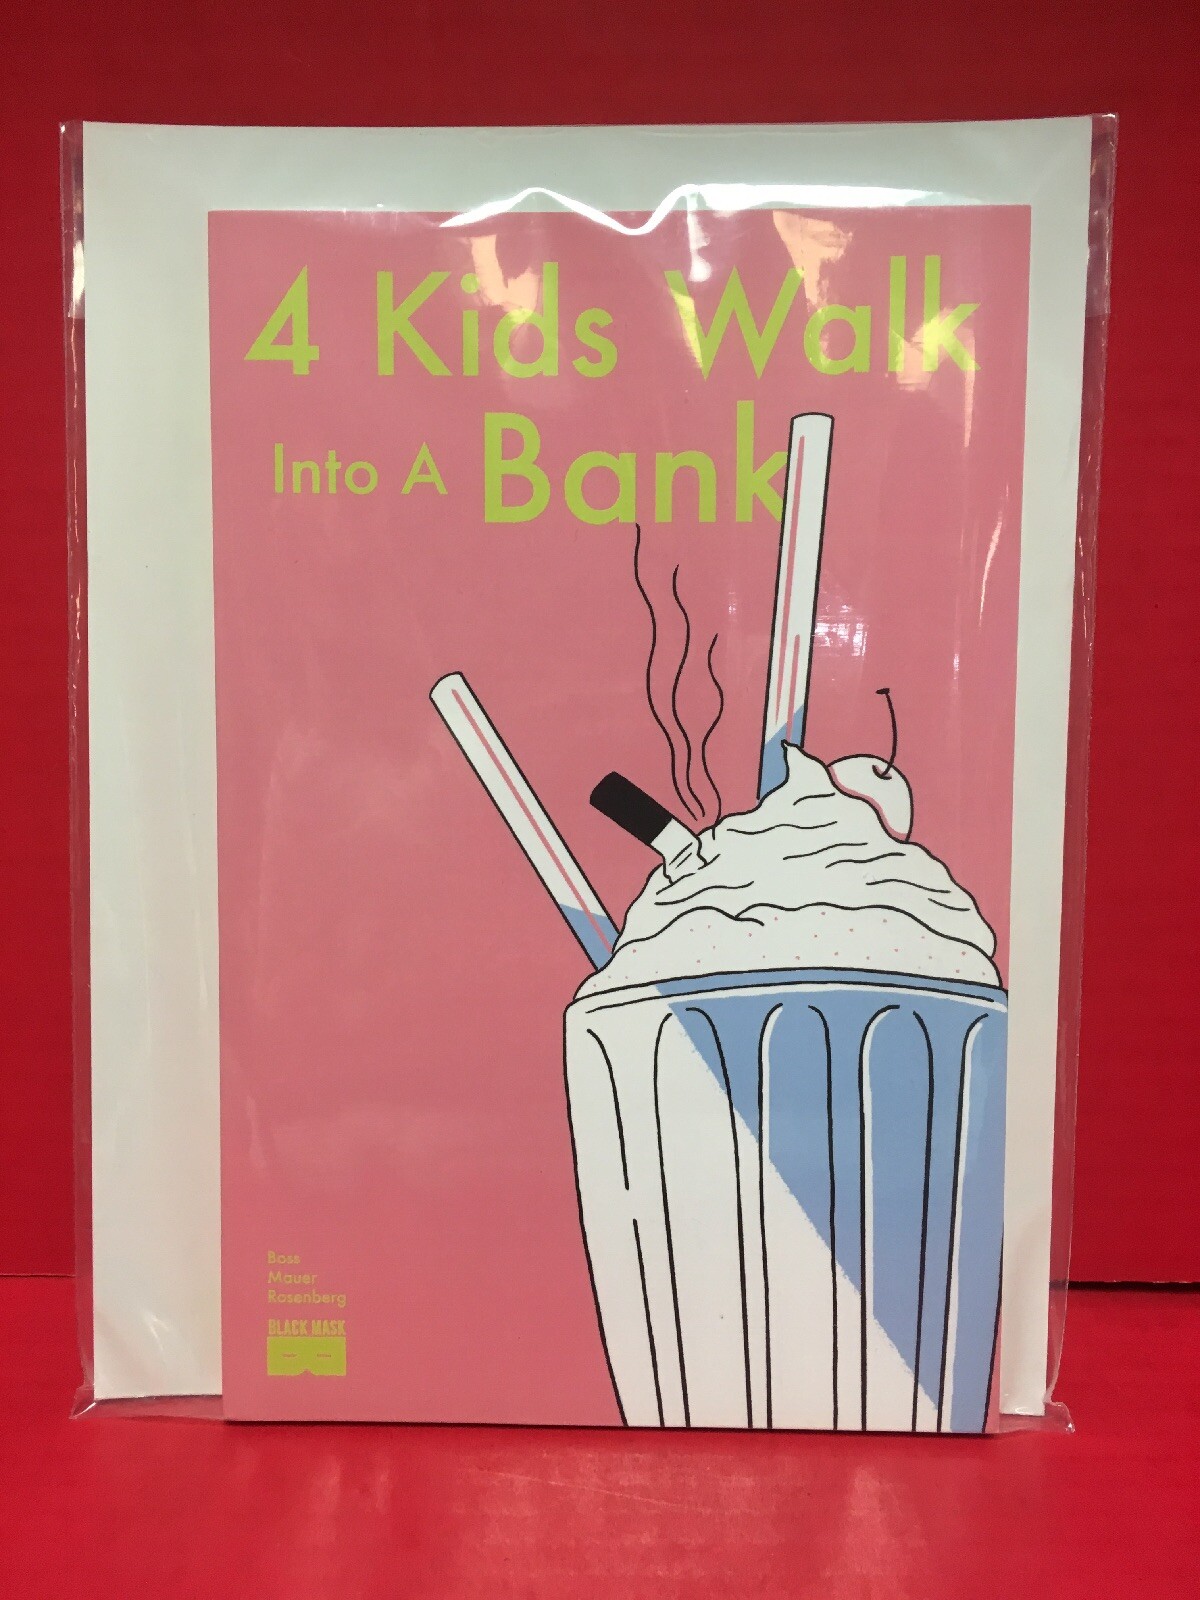 4 Kids Walk
Into A Bank
Boss
Mauer
Rosenberg
BLACK MASK